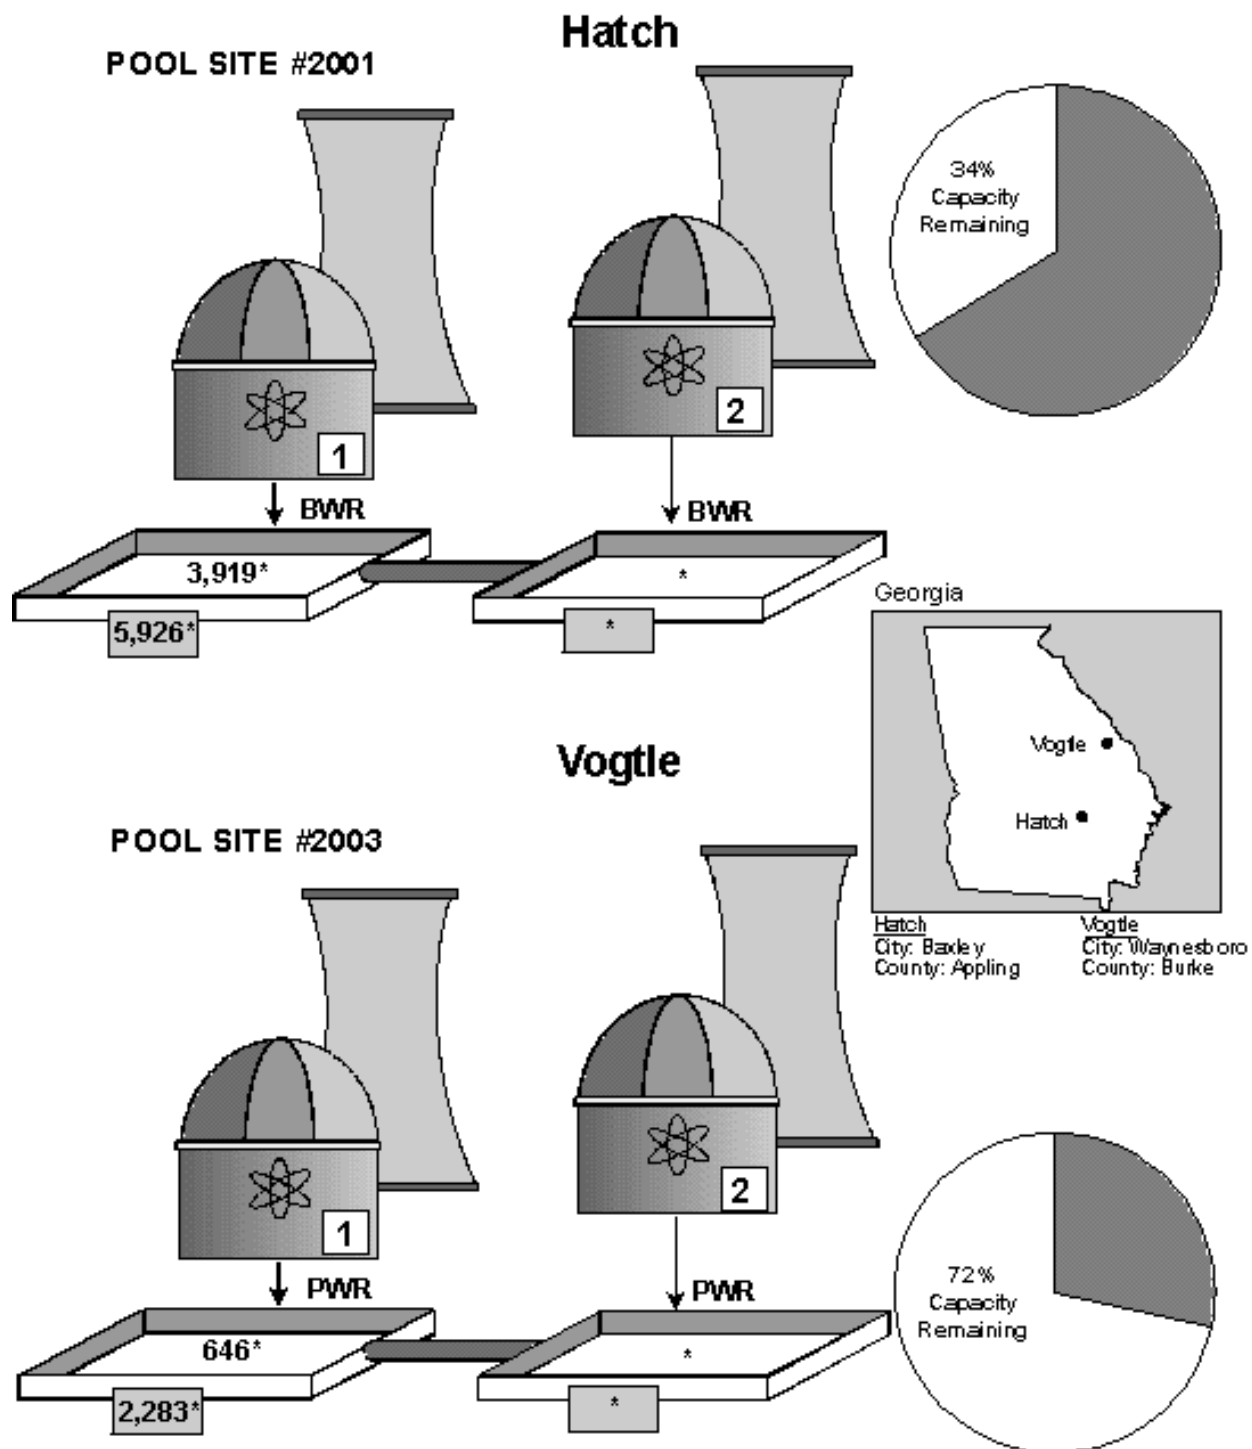 Hatch
POOL SITE #2001
34%
Capacity
Remaining
1
2
BWR
BWR
3,919*
*
5,926*
*
Georgia
Vogtle
Hatch
Hatch
City: Baxley
County: Appling
Vogtle
City: Waynesboro
County: Burke
Vogtle
POOL SITE #2003
1
2
72%
Capacity
Remaining
PWR
PWR
646*
*
2,283*
*